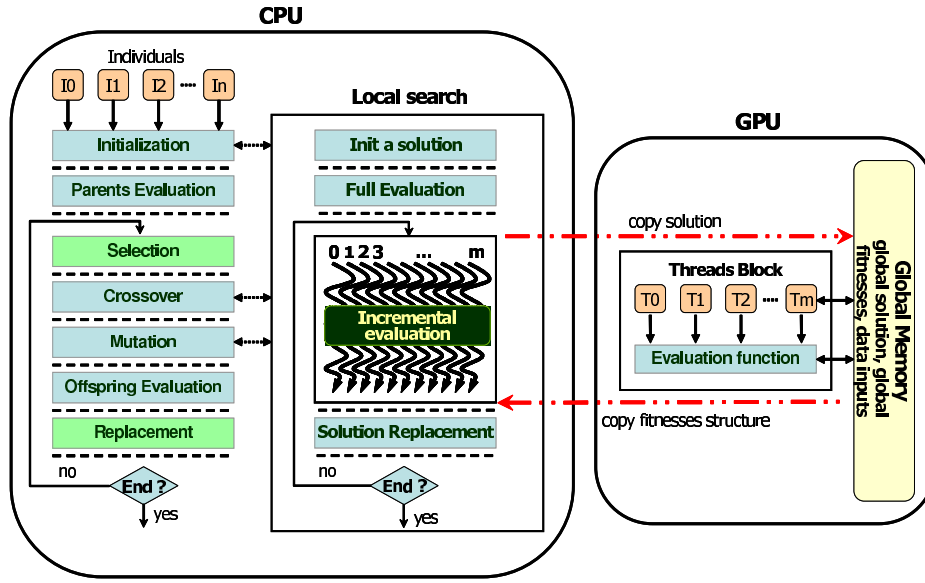 CPU
Individuals
I0 I1 I2 .... In
Initialization
Parents Evaluation
Selection
Crossover
Mutation
Offspring Evaluation
Replacement
no
End ?
yes
Local search
Init a solution
Full Evaluation
0 1 2 3 ... m
Incremental
evaluation
Solution Replacement
no
End ?
yes
copy solution
copy fitnesses structure
GPU
Threads Block
T0 T1 T2 .... Tm
Evaluation function
Global Memory
global solution, global
fitnesses, data inputs